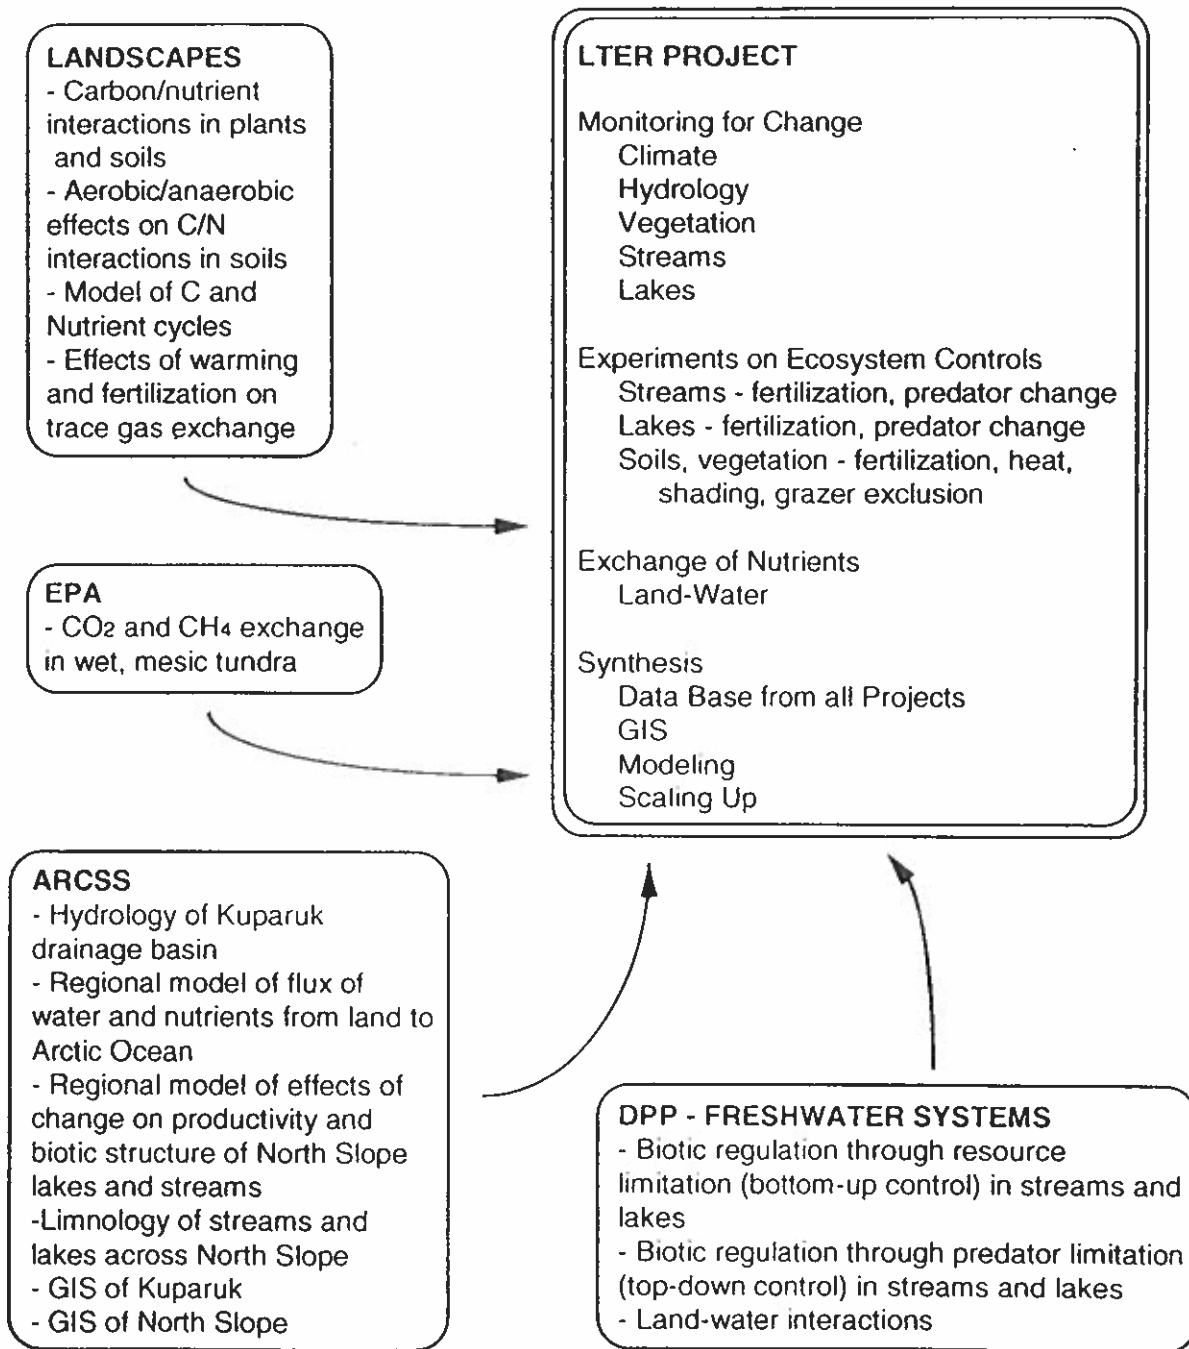 LANDSCAPES
- Carbon/nutrient
interactions in plants
and soils
- Aerobic/anaerobic
effects on C/N
interactions in soils
- Model of C and
Nutrient cycles
- Effects of warming
and fertilization on
trace gas exchange
EPA
- CO2 and CH4 exchange
in wet, mesic tundra
LTER PROJECT
Monitoring for Change
Climate
Hydrology
Vegetation
Streams
Lakes
Experiments on Ecosystem Controls
Streams - fertilization, predator change
Lakes - fertilization, predator change
Soils, vegetation - fertilization, heat,
shading, grazer exclusion
Exchange of Nutrients
Land-Water
Synthesis
Data Base from all Projects
GIS
Modeling
Scaling Up
ARCSS
- Hydrology of Kuparuk
drainage basin
- Regional model of flux of
water and nutrients from land to
Arctic Ocean
- Regional model of effects of
change on productivity and
biotic structure of North Slope
lakes and streams
-Limnology of streams and
lakes across North Slope
- GIS of Kuparuk
- GIS of North Slope
DPP - FRESHWATER SYSTEMS
- Biotic regulation through resource
limitation (bottom-up control) in streams and
lakes
- Biotic regulation through predator limitation
(top-down control) in streams and lakes
- Land-water interactions